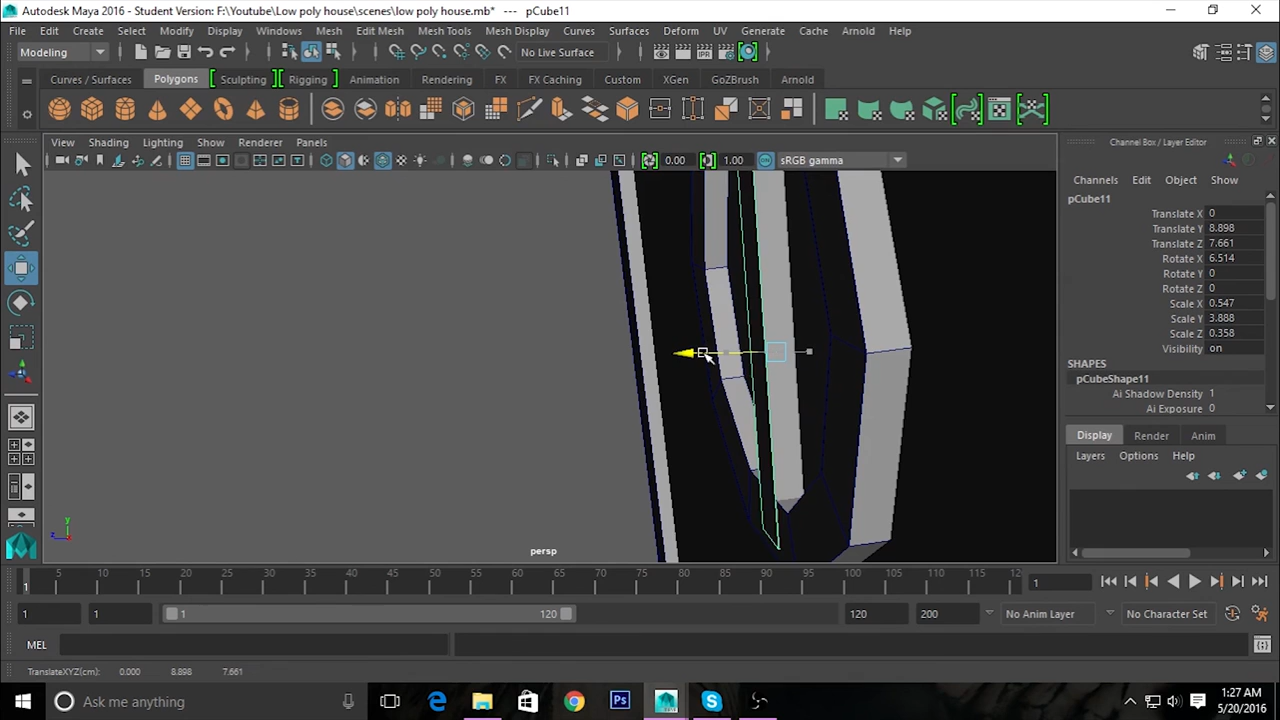 Autodesk Maya 2016 - Student Version: F:\Youtube\Low poly house\scenes\low poly house.mb* --- pCube11
File Edit Create Select Modify Display Windows Mesh Edit Mesh Mesh Tools Mesh Display Curves Surfaces Deform UV Generate Cache Arnold Help
Modeling No Live Surface
Curves / Surfaces Polygons Sculpting Rigging Animation Rendering FX FX Caching Custom XGen GoZBrush Arnold
View Shading Lighting Show Renderer Panels
0.00 1.00 sRGB gamma
persp
y
z
Channel Box / Layer Editor
Channels Edit Object Show
pCube11
Translate X 0
Translate Y 8.898
Translate Z 7.661
Rotate X 6.514
Rotate Y 0
Rotate Z 0
Scale X 0.547
Scale Y 3.888
Scale Z 0.358
Visibility on
SHAPES
pCubeShape11
Ai Shadow Density 1
Ai Exposure 0
Display Render Anim
Layers Options Help
1 5 10 15 20 25 30 35 40 45 50 55 60 65 70 75 80 85 90 95 100 105 110 115 12 1
1 1 1 120 120 200 No Anim Layer No Character Set
MEL
TranslateXYZ(cm): 0.000 8.898 7.661
Ask me anything
IPR
Ps
1:27 AM
5/20/2016